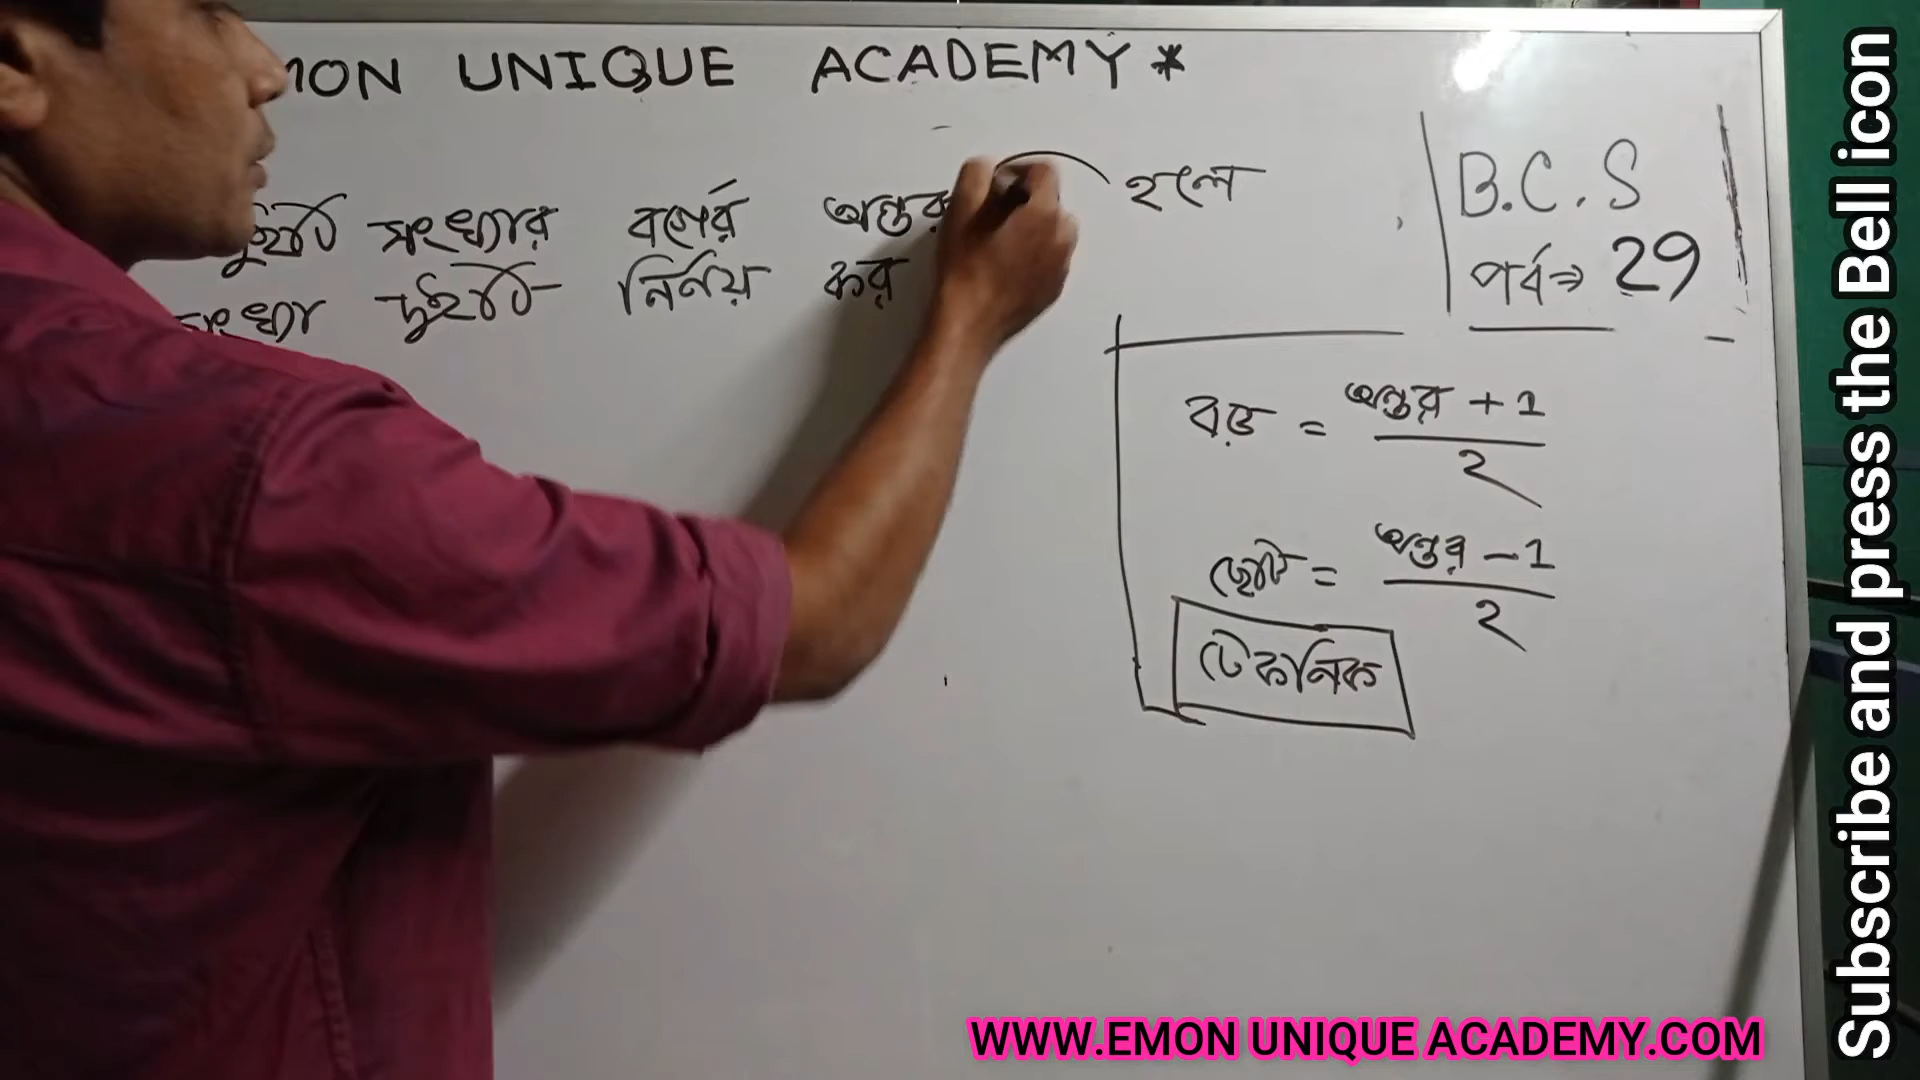 MON UNIQUE ACADEMY *
দুইটি সংখ্যার বর্গের অন্তর হলে
সংখ্যা দুইটি নির্ণয় কর
B.C.S
পর্ব⇒ 29
বড় = অন্তর + 1
2
ছোট = অন্তর - 1
2
টেকনিক
WWW.EMON UNIQUE ACADEMY.COM
Subscribe and press the Bell icon